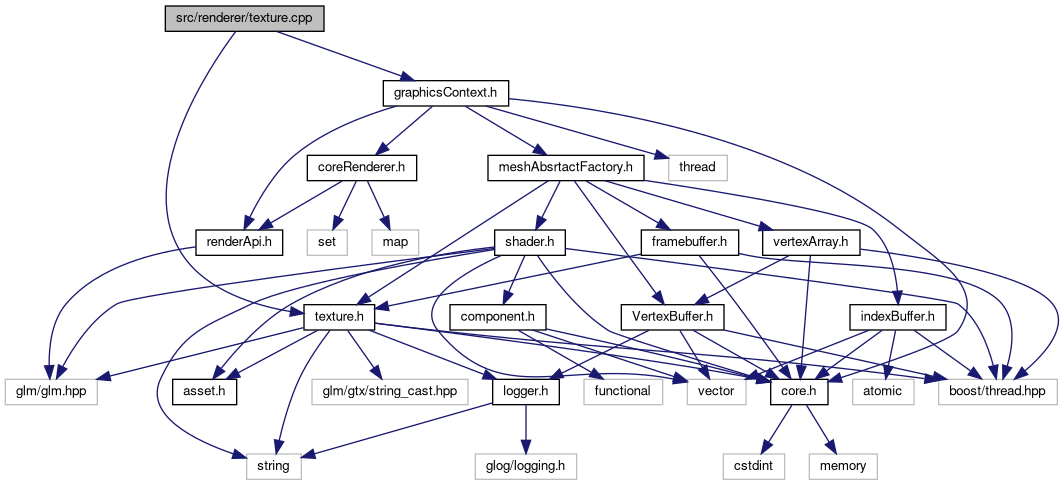 src/renderer/texture.cpp
graphicsContext.h
coreRenderer.h
meshAbsrtactFactory.h
thread
renderApi.h
set
map
shader.h
framebuffer.h
vertexArray.h
texture.h
component.h
VertexBuffer.h
indexBuffer.h
glm/glm.hpp
asset.h
glm/gtx/string_cast.hpp
logger.h
functional
vector
core.h
atomic
boost/thread.hpp
string
glog/logging.h
cstdint
memory